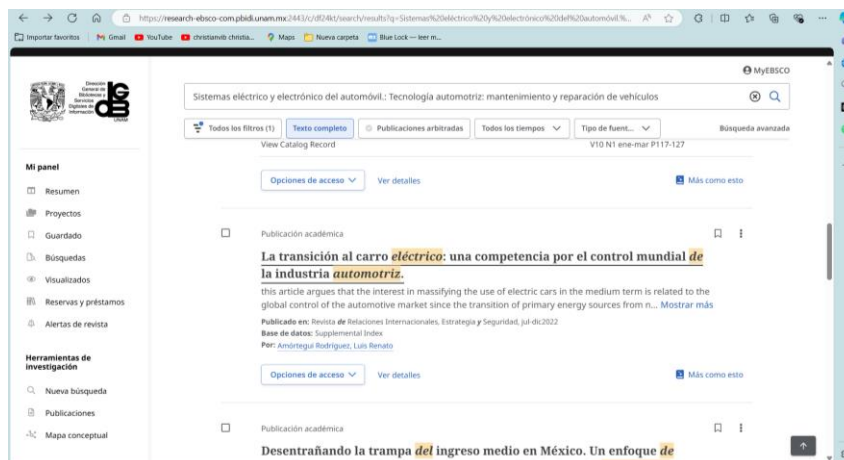 https://research-ebsco-com.pbidi.unam.mx:2443/c/df24kt/search/results?q=Sistemas%20eléctrico%20y%20electrónico%20del%20automóvil.%...
Importar favoritos Gmail YouTube christianvib christia... Maps Nueva carpeta Blue Lock — leer m...
MyEBSCO
Dirección
General de
Bibliotecas y
Servicios
Digitales de
Información
UNAM
Sistemas eléctrico y electrónico del automóvil.: Tecnología automotriz: mantenimiento y reparación de vehículos
Todos los filtros (1) Texto completo Publicaciones arbitradas Todos los tiempos Tipo de fuent... Búsqueda avanzada
View Catalog Record V10 N1 ene-mar P117-127
Opciones de acceso Ver detalles Más como esto
Mi panel
Resumen
Proyectos
Guardado
Búsquedas
Visualizados
Reservas y préstamos
Alertas de revista
Herramientas de
investigación
Nueva búsqueda
Publicaciones
Mapa conceptual
Publicación académica
La transición al carro eléctrico: una competencia por el control mundial de
la industria automotriz.
this article argues that the interest in massifying the use of electric cars in the medium term is related to the
global control of the automotive market since the transition of primary energy sources from n... Mostrar más
Publicado en: Revista de Relaciones Internacionales, Estrategia y Seguridad, jul-dic2022
Base de datos: Supplemental Index
Por: Amórtegui Rodríguez, Luis Renato
Opciones de acceso Ver detalles Más como esto
Publicación académica
Desentrañando la trampa del ingreso medio en México. Un enfoque de